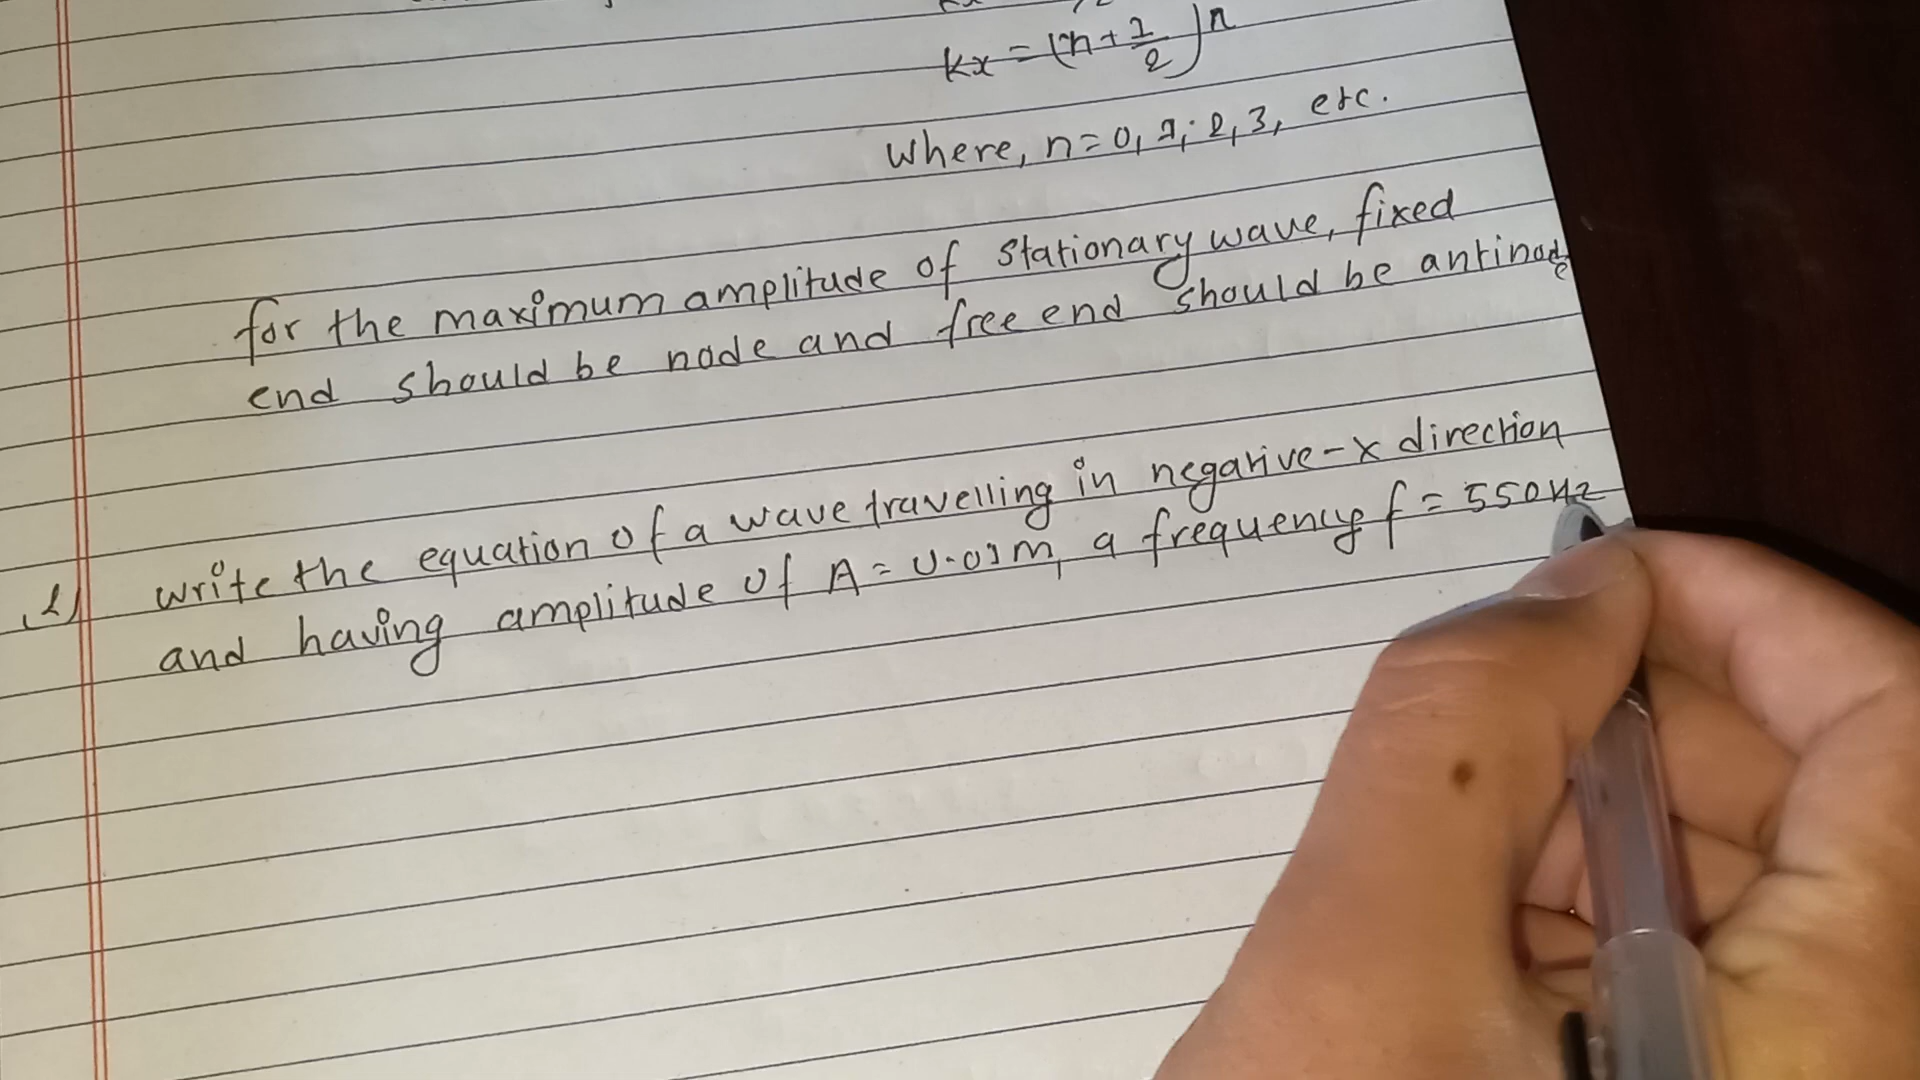 kx = (n + 1/2)π
where, n = 0, 1, 2, 3, etc.
for the maximum amplitude of stationary wave, fixed
end should be node and free end should be antinode
1) write the equation of a wave travelling in negative-x direction
and having amplitude of A = 0.01m, a frequency f = 550Hz